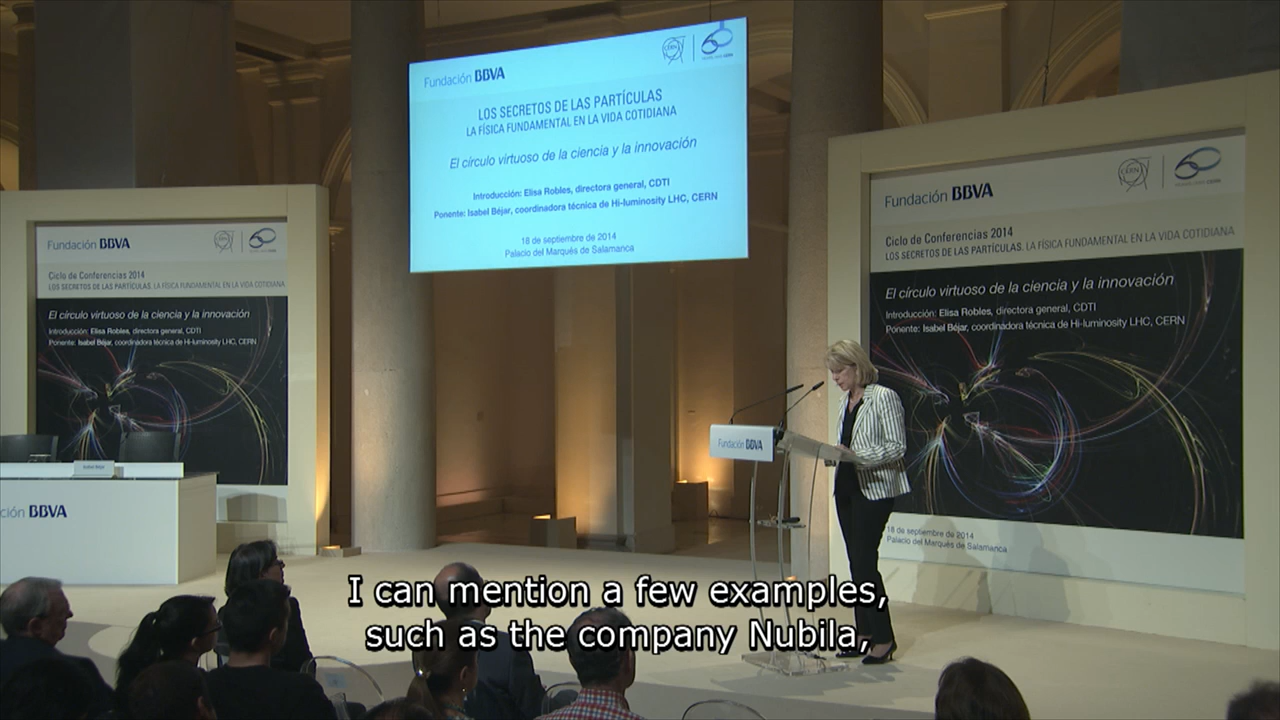 Fundación BBVA
CERN
LOS SECRETOS DE LAS PARTÍCULAS
LA FÍSICA FUNDAMENTAL EN LA VIDA COTIDIANA
El círculo virtuoso de la ciencia y la innovación
Introducción: Elisa Robles, directora general, CDTI
Ponente: Isabel Béjar, coordinadora técnica de Hi-luminosity LHC, CERN
18 de septiembre de 2014
Palacio del Marqués de Salamanca
Fundación BBVA
Ciclo de Conferencias 2014
LOS SECRETOS DE LAS PARTÍCULAS. LA FÍSICA FUNDAMENTAL EN LA VIDA COTIDIANA
El círculo virtuoso de la ciencia y la innovación
Introducción: Elisa Robles, directora general, CDTI
Ponente: Isabel Béjar, coordinadora técnica de Hi-luminosity LHC, CERN
Fundación BBVA
Ciclo de Conferencias 2014
LOS SECRETOS DE LAS PARTÍCULAS. LA FÍSICA FUNDAMENTAL EN LA VIDA COTIDIANA
El círculo virtuoso de la ciencia y la innovación
Introducción: Elisa Robles, directora general, CDTI
Ponente: Isabel Béjar, coordinadora técnica de Hi-luminosity LHC, CERN
18 de septiembre de 2014
Palacio del Marqués de Salamanca
Fundación BBVA
Isabel Béjar
ción BBVA
I can mention a few examples,
such as the company Nubila,